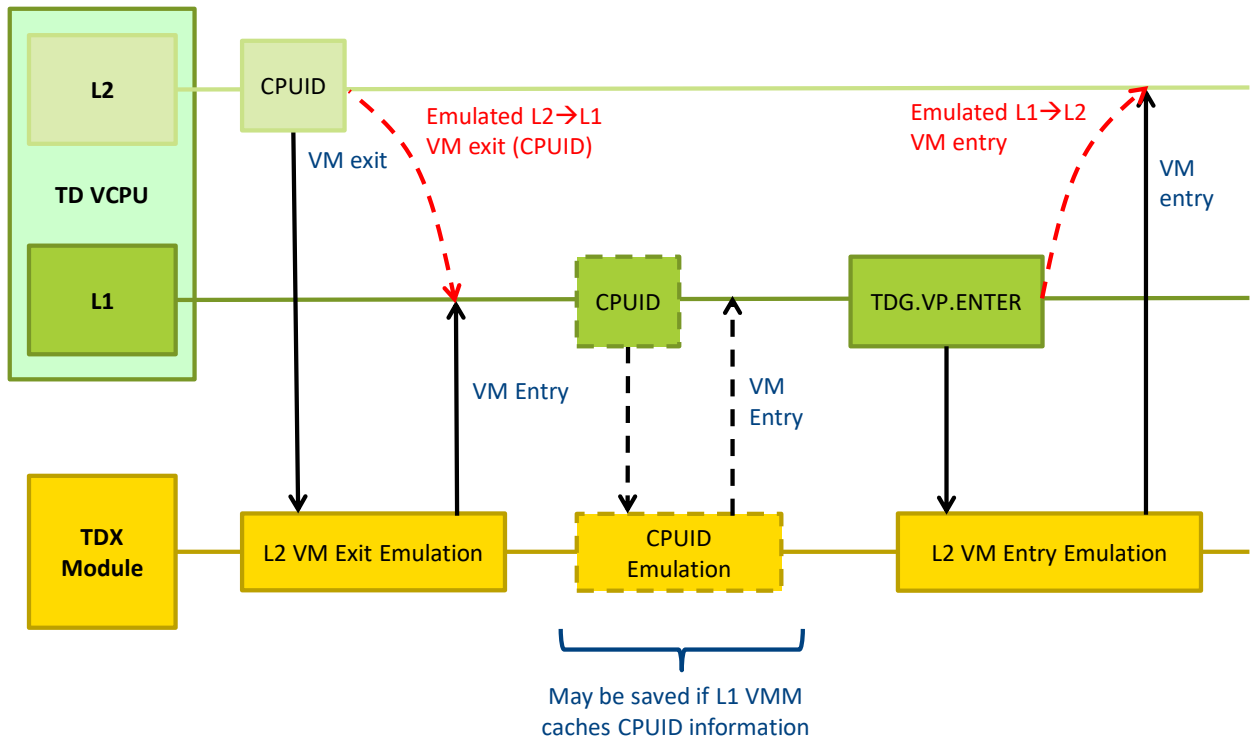 L2
CPUID
Emulated L2→L1
VM exit (CPUID)
Emulated L1→L2
VM entry
VM exit
VM
entry
TD VCPU
L1
CPUID
TDG.VP.ENTER
VM Entry
VM
Entry
TDX
Module
L2 VM Exit Emulation
CPUID
Emulation
L2 VM Entry Emulation
May be saved if L1 VMM
caches CPUID information